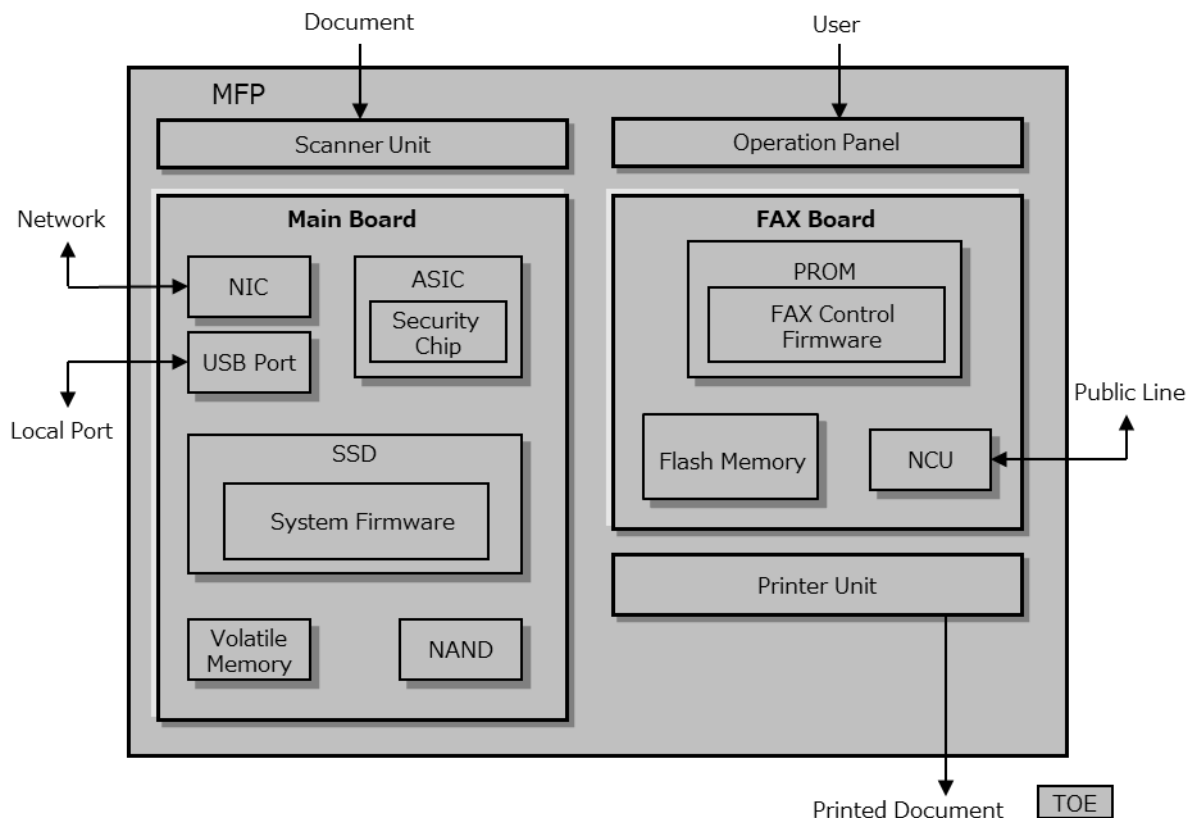 Document
User
MFP
Scanner Unit
Operation Panel
Main Board
FAX Board
Network
NIC
ASIC
Security
Chip
PROM
FAX Control
Firmware
USB Port
Local Port
Public Line
SSD
System Firmware
Flash Memory
NCU
Printer Unit
Volatile
Memory
NAND
Printed Document
TOE